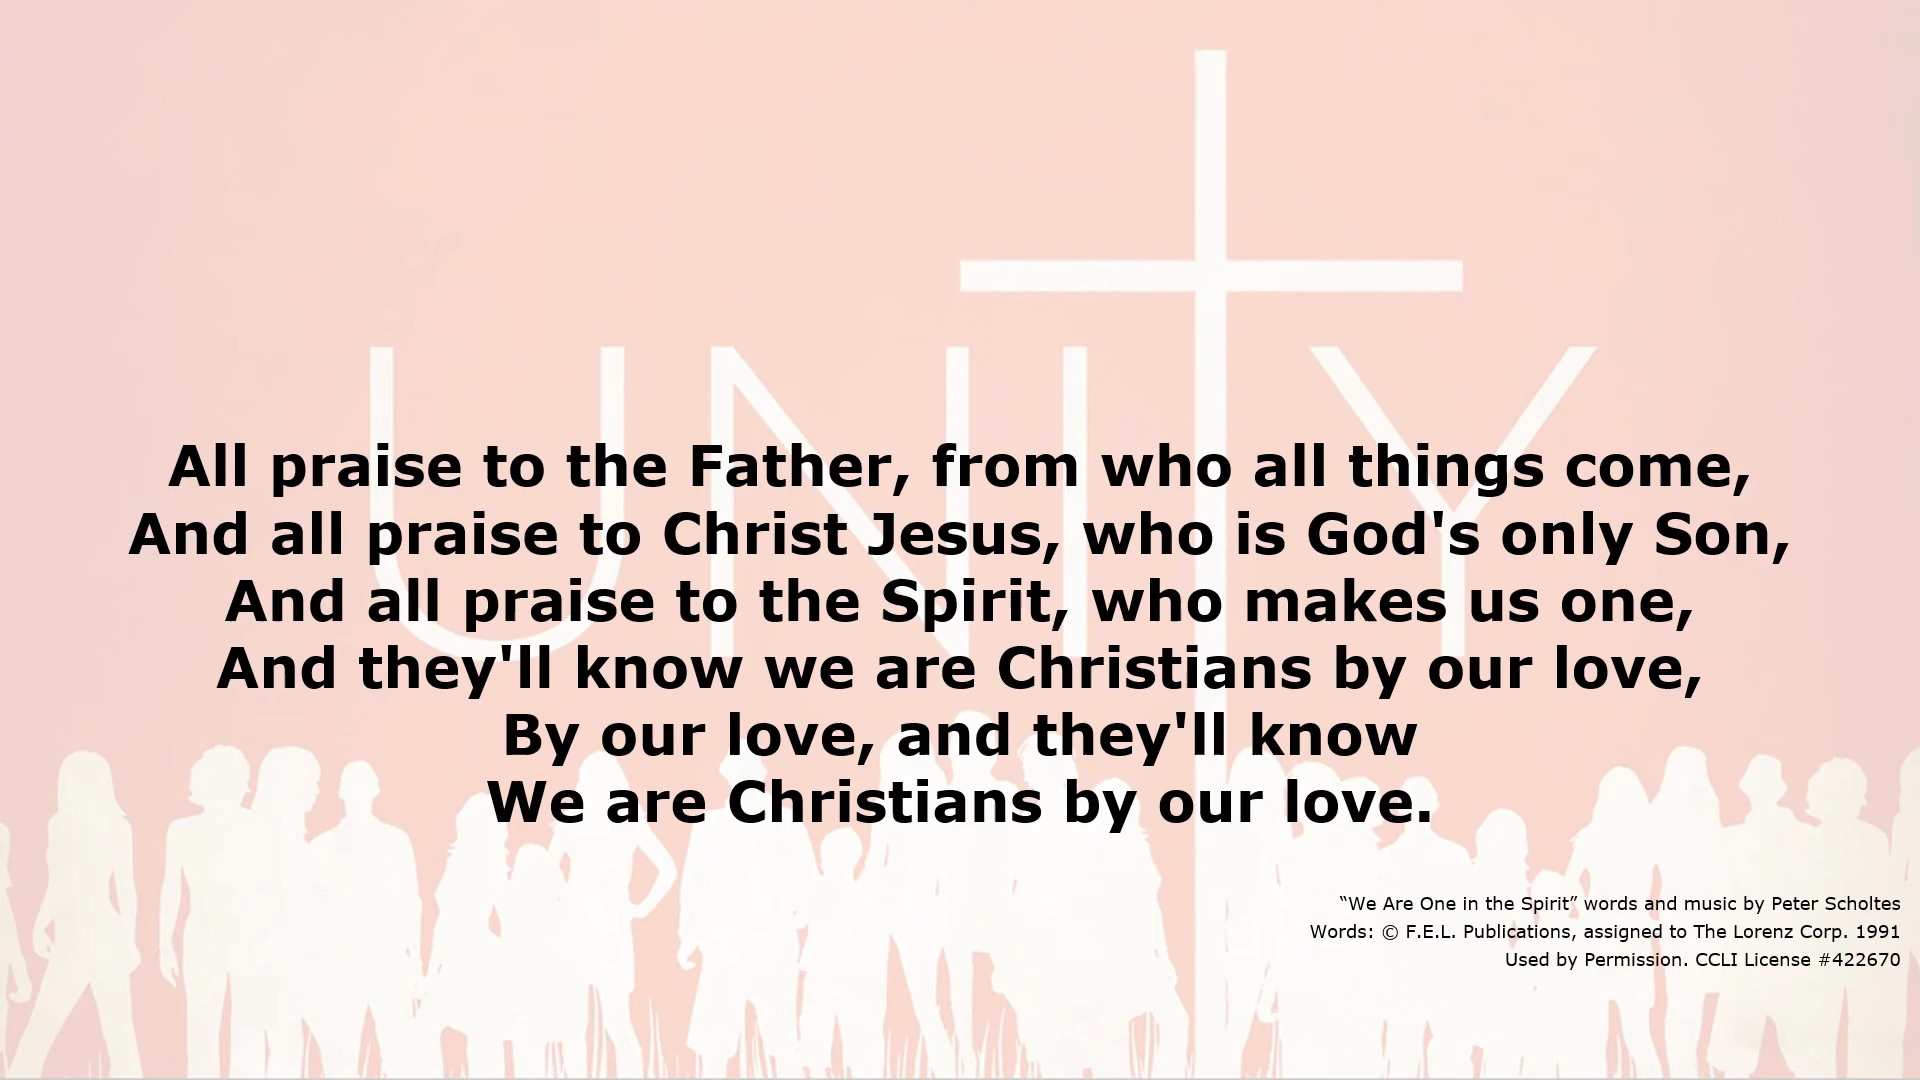 UNITY
All praise to the Father, from who all things come,
And all praise to Christ Jesus, who is God's only Son,
And all praise to the Spirit, who makes us one,
And they'll know we are Christians by our love,
By our love, and they'll know
We are Christians by our love.
“We Are One in the Spirit” words and music by Peter Scholtes
Words: © F.E.L. Publications, assigned to The Lorenz Corp. 1991
Used by Permission. CCLI License #422670